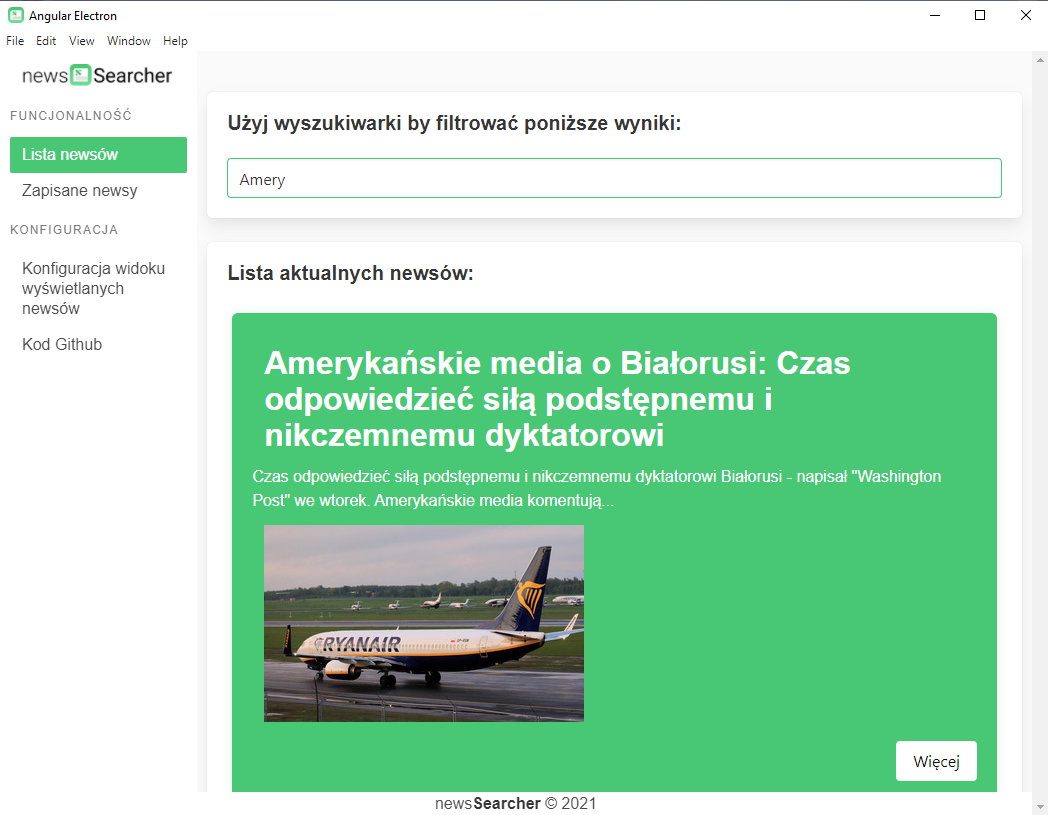 Angular Electron
File Edit View Window Help
newsSearcher
FUNCJONALNOŚĆ
Lista newsów
Zapisane newsy
KONFIGURACJA
Konfiguracja widoku
wyświetlanych
newsów
Kod Github
Użyj wyszukiwarki by filtrować poniższe wyniki:
Amery
Lista aktualnych newsów:
Amerykańskie media o Białorusi: Czas
odpowiedzieć siłą podstępnemu i
nikczemnemu dyktatorowi
Czas odpowiedzieć siłą podstępnemu i nikczemnemu dyktatorowi Białorusi - napisał "Washington
Post" we wtorek. Amerykańskie media komentują...
RYANAIR
Więcej
newsSearcher © 2021